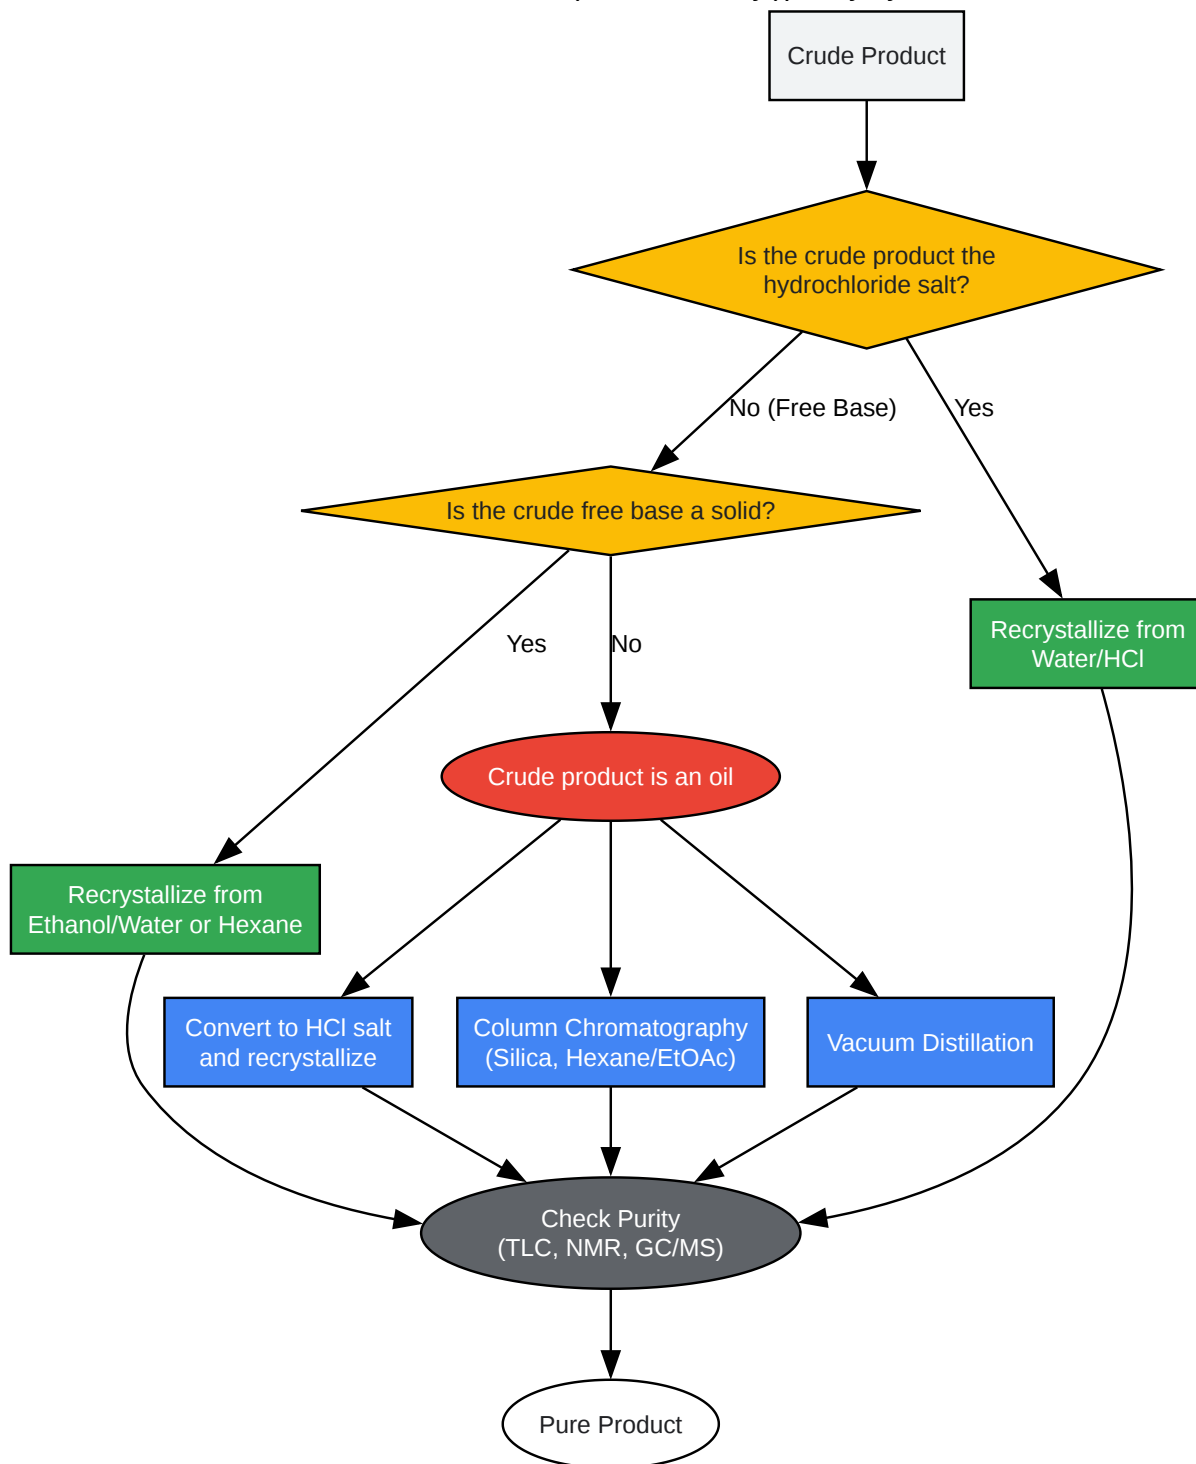 Crude Product
Is the crude product the
hydrochloride salt?
No (Free Base)
Yes
Is the crude free base a solid?
Yes
No
Recrystallize from
Water/HCl
Crude product is an oil
Recrystallize from
Ethanol/Water or Hexane
Convert to HCl salt
and recrystallize
Column Chromatography
(Silica, Hexane/EtOAc)
Vacuum Distillation
Check Purity
(TLC, NMR, GC/MS)
Pure Product